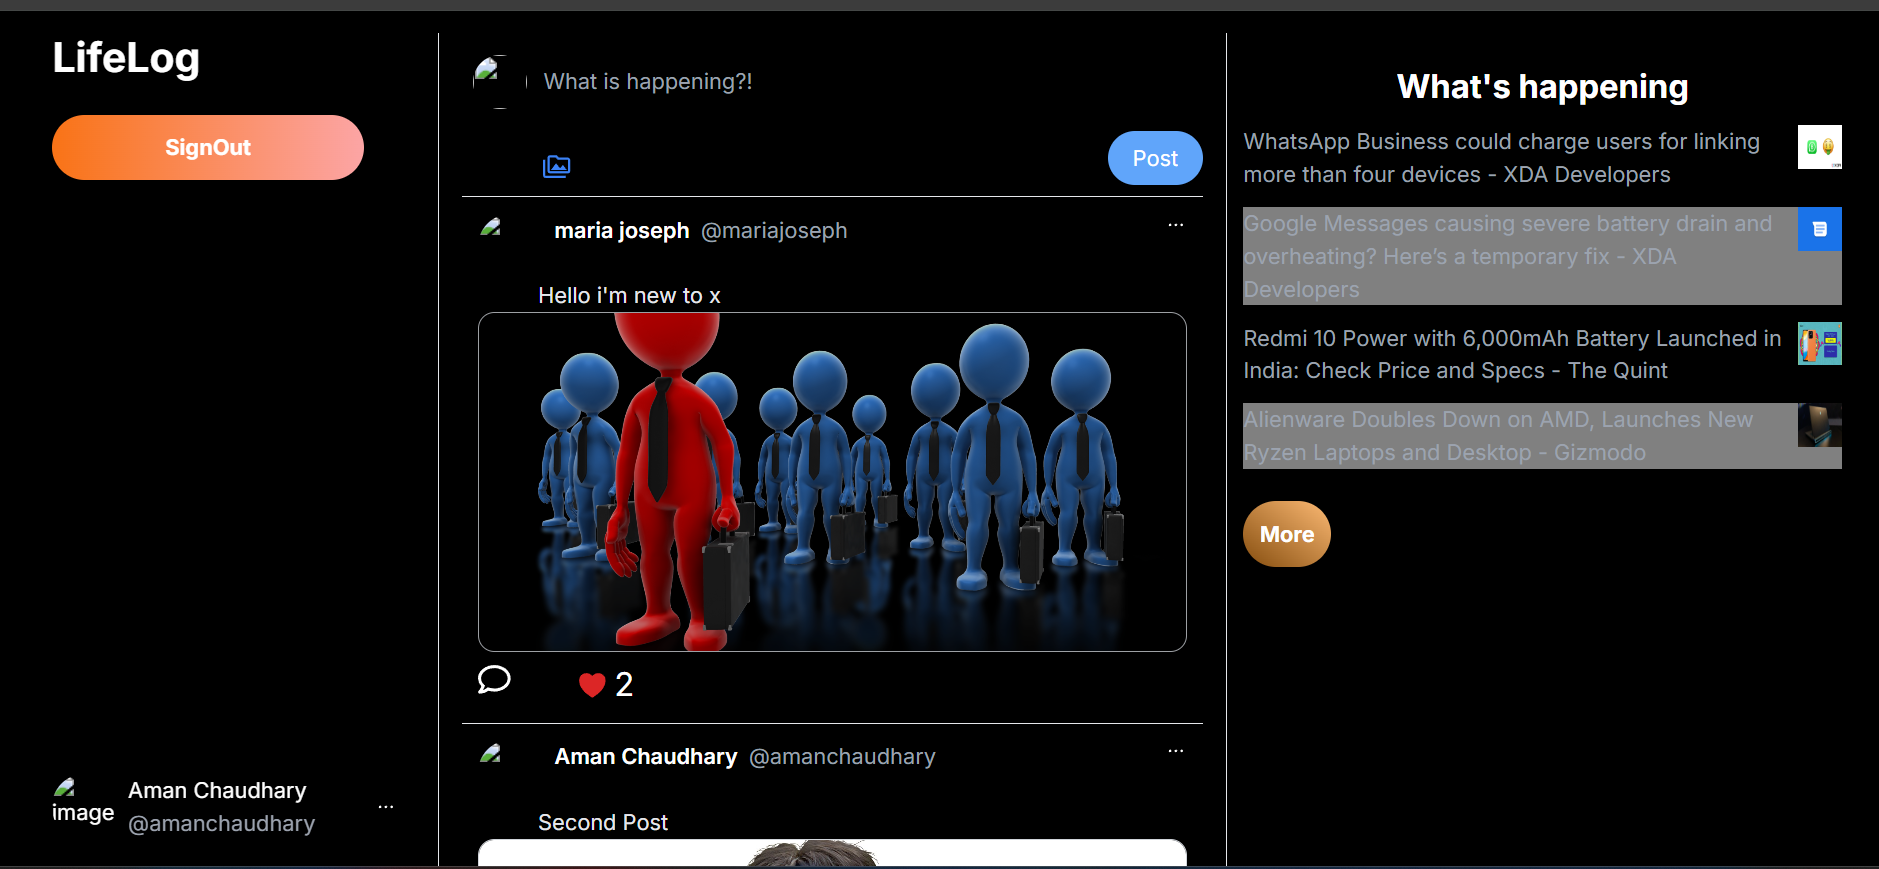 LifeLog
SignOut
image
Aman Chaudhary
@amanchaudhary
...
What is happening?!
Post
maria joseph @mariajoseph
...
Hello i'm new to x
2
Aman Chaudhary @amanchaudhary
...
Second Post
What's happening
WhatsApp Business could charge users for linking
more than four devices - XDA Developers
Google Messages causing severe battery drain and
overheating? Here’s a temporary fix - XDA
Developers
Redmi 10 Power with 6,000mAh Battery Launched in
India: Check Price and Specs - The Quint
Alienware Doubles Down on AMD, Launches New
Ryzen Laptops and Desktop - Gizmodo
More